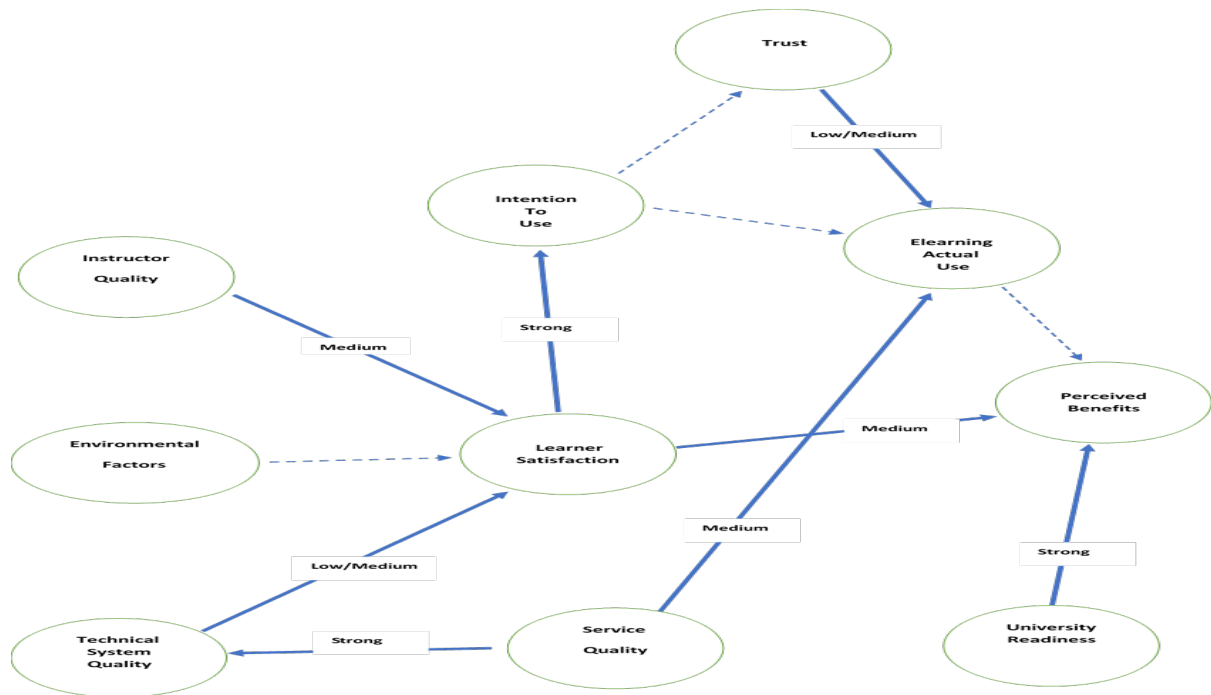 Trust
Low/Medium
Intention
To
Use
Elearning
Actual
Use
Instructor
Quality
Strong
Medium
Perceived
Benefits
Environmental
Factors
Learner
Satisfaction
Medium
Medium
Strong
Low/Medium
Technical
System
Quality
Strong
Service
Quality
University
Readiness